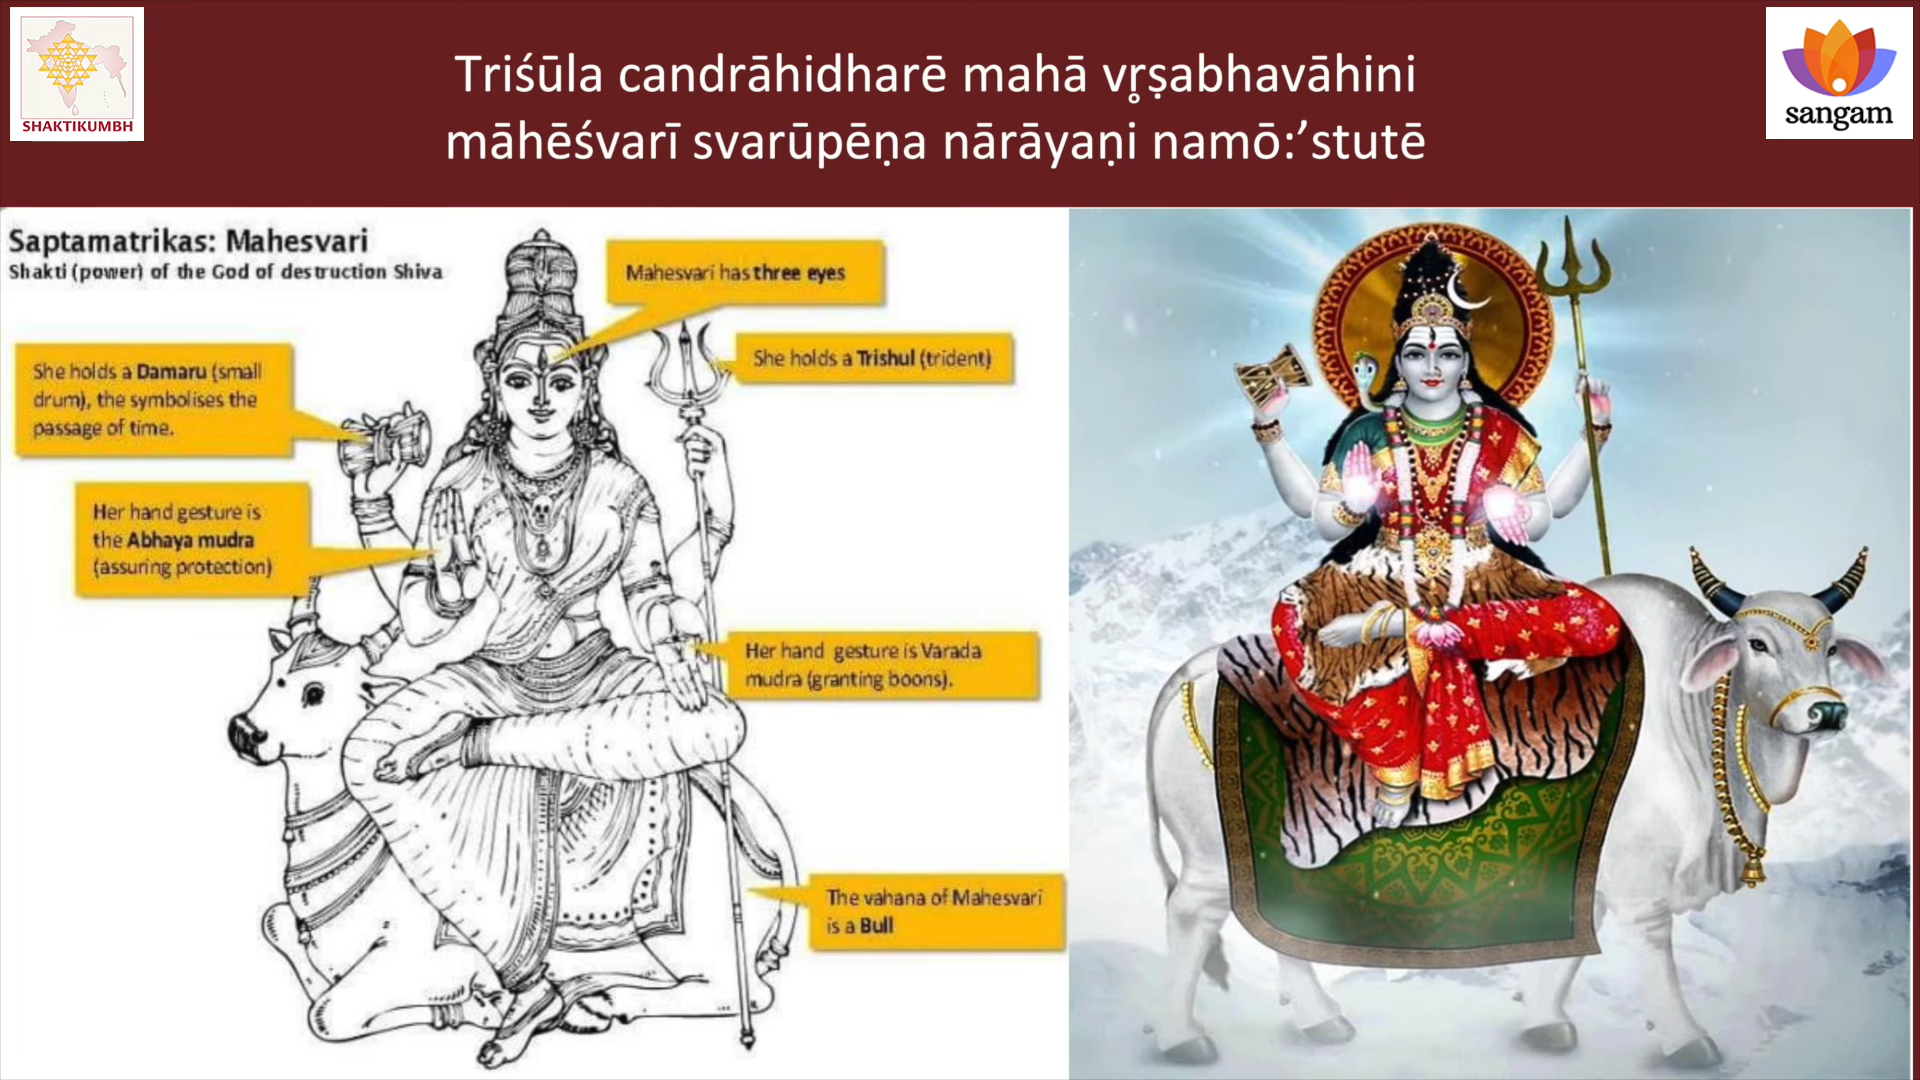 Triśūla candrāhidharē mahā vr̥ṣabhavāhini
māhēśvarī svarūpēṇa nārāyaṇi namō:’stutē
SHAKTIKUMBH
sangam
Saptamatrikas: Mahesvari
Shakti (power) of the God of destruction Shiva
Mahesvari has three eyes
She holds a Trishul (trident)
She holds a Damaru (small
drum), the symbolises the
passage of time.
Her hand gesture is
the Abhaya mudra
(assuring protection)
Her hand gesture is Varada
mudra (granting boons).
The vahana of Mahesvari
is a Bull